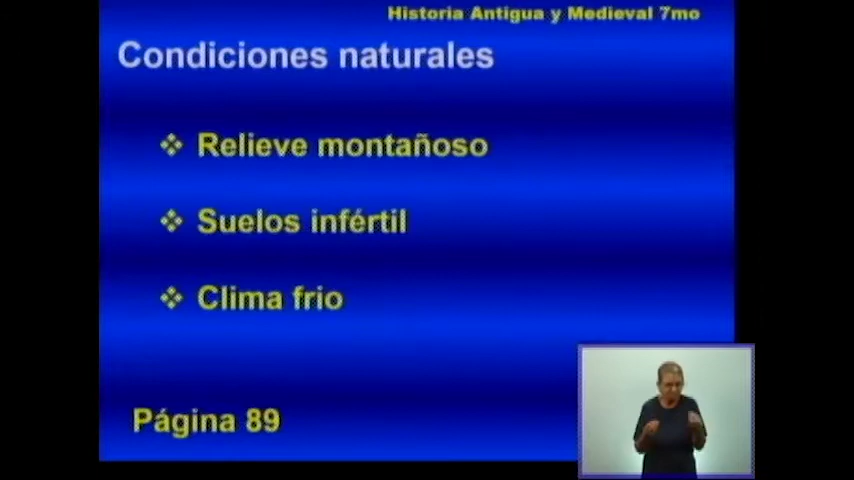 Historia Antigua y Medieval 7mo
Condiciones naturales
Relieve montañoso
Suelos infértil
Clima frio
Página 89